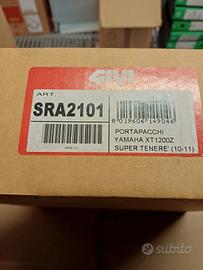 GIVI
ART.
SRA2101
8 019606 149046
PORTAPACCHI
YAMAHA XT1200Z
SUPER TENERE' (10-11)
subito